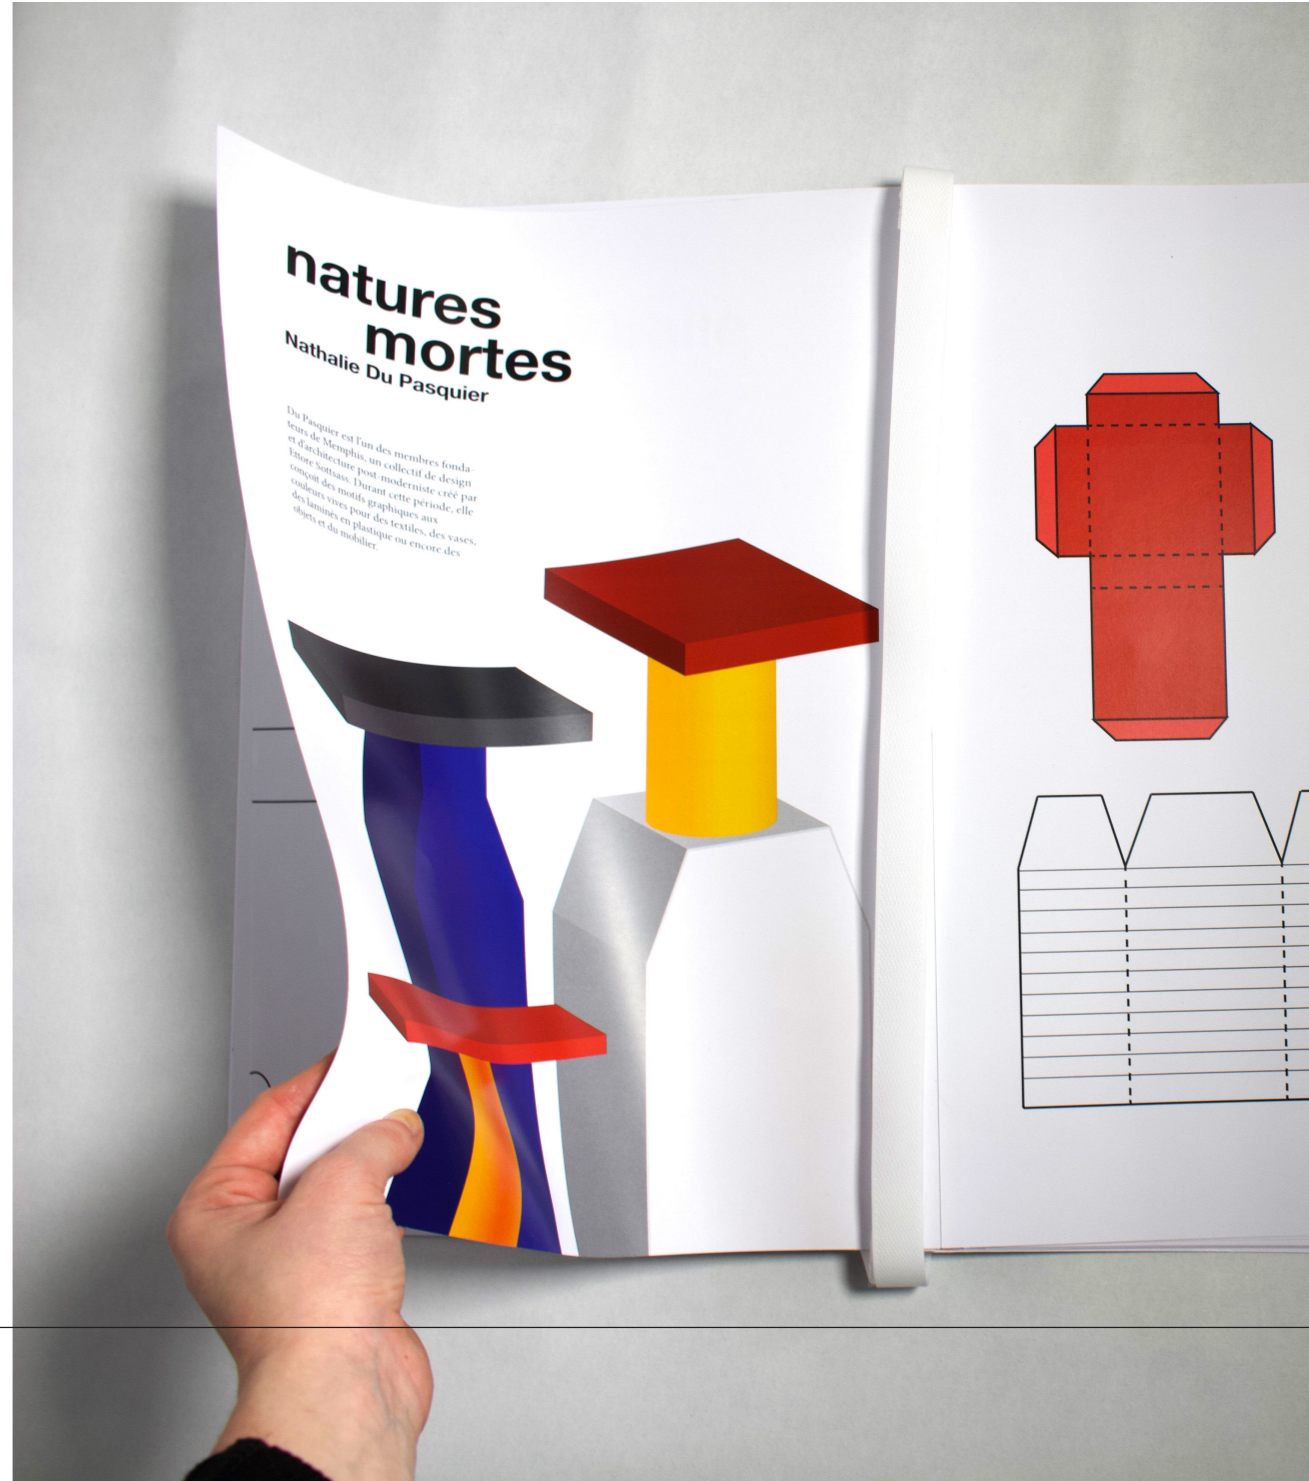 natures
mortes
Nathalie Du Pasquier
Du Pasquier est l'un des membres fonda-
teurs de Memphis, un collectif de design
et d'architecture post-moderniste créé par
Ettore Sottsass. Durant cette période, elle
conçoit des motifs graphiques aux
couleurs vives pour des textiles, des vases,
des laminés en plastique ou encore des
objets et du mobilier.